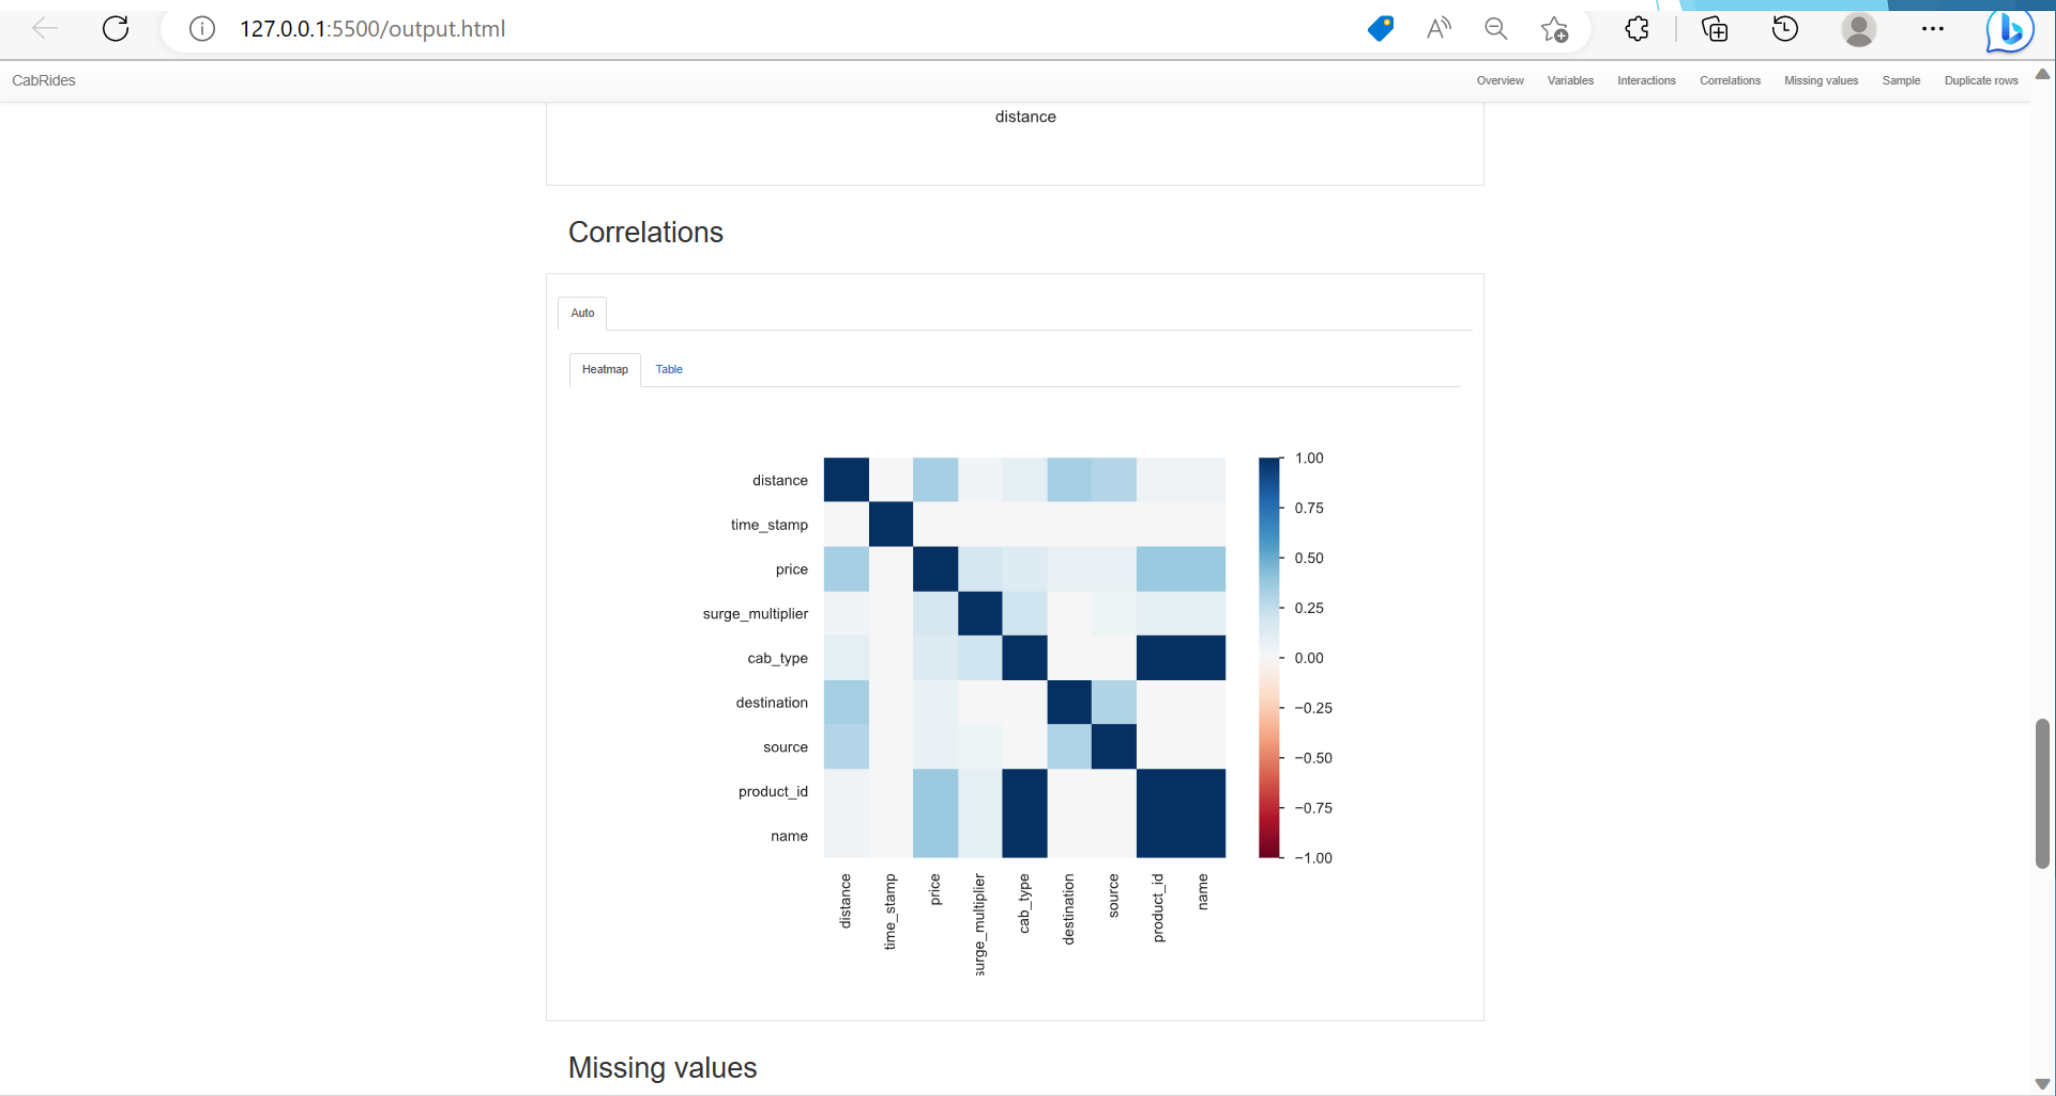 127.0.0.1:5500/output.html
CabRides
Overview Variables Interactions Correlations Missing values Sample Duplicate rows
distance
Correlations
Auto
Heatmap Table
distance
time_stamp
price
surge_multiplier
cab_type
destination
source
product_id
name
1.00
0.75
0.50
0.25
0.00
−0.25
−0.50
−0.75
−1.00
distance
time_stamp
price
surge_multiplier
cab_type
destination
source
product_id
name
Missing values